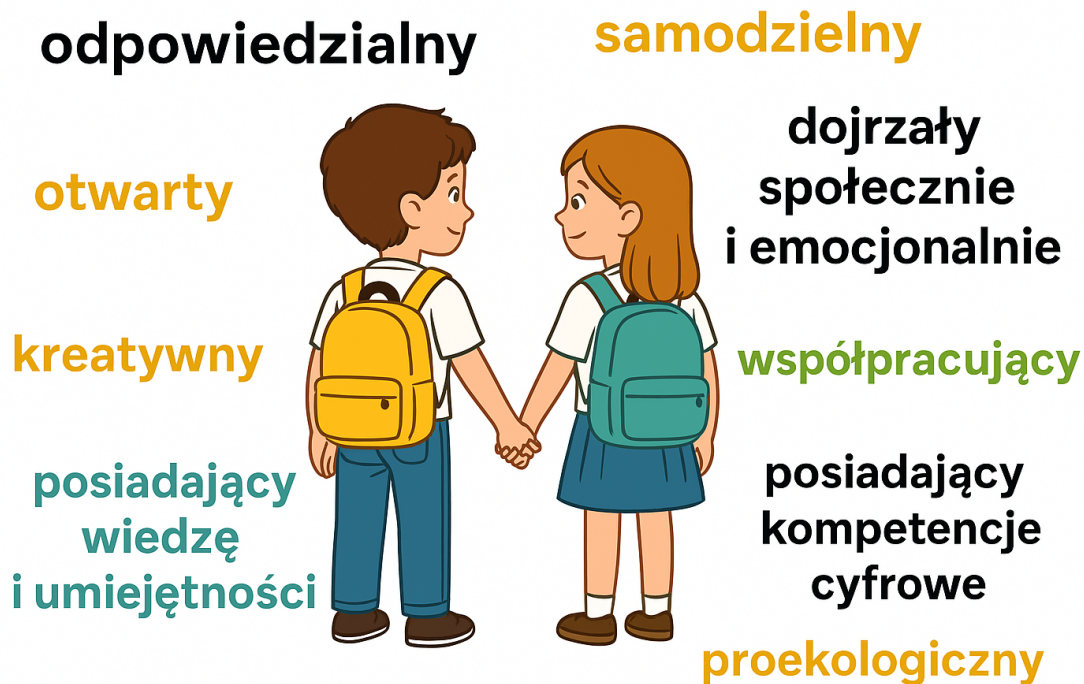 odpowiedzialny
samodzielny
otwarty
dojrzały
społecznie
i emocjonalnie
kreatywny
współpracujący
posiadający
wiedzę
i umiejętności
posiadający
kompetencje
cyfrowe
proekologiczny